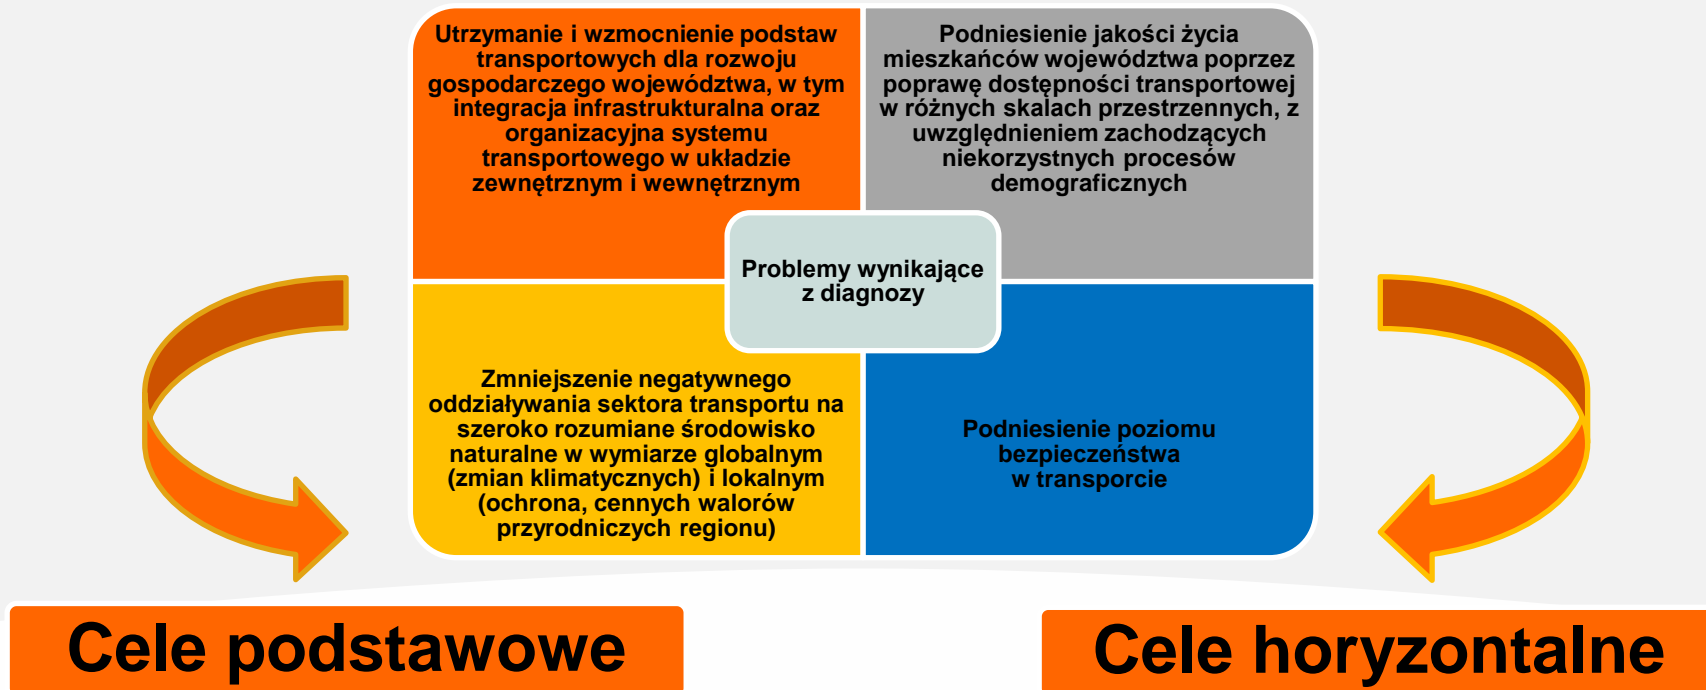 Utrzymanie i wzmocnienie podstaw
transportowych dla rozwoju
gospodarczego województwa, w tym
integracja infrastrukturalna oraz
organizacyjna systemu
transportowego w układzie
zewnętrznym i wewnętrznym
Podniesienie jakości życia
mieszkańców województwa poprzez
poprawę dostępności transportowej
w różnych skalach przestrzennych, z
uwzględnieniem zachodzących
niekorzystnych procesów
demograficznych
Problemy wynikające
z diagnozy
Zmniejszenie negatywnego
oddziaływania sektora transportu na
szeroko rozumiane środowisko
naturalne w wymiarze globalnym
(zmian klimatycznych) i lokalnym
(ochrona, cennych walorów
przyrodniczych regionu)
Podniesienie poziomu
bezpieczeństwa
w transporcie
Cele podstawowe
Cele horyzontalne